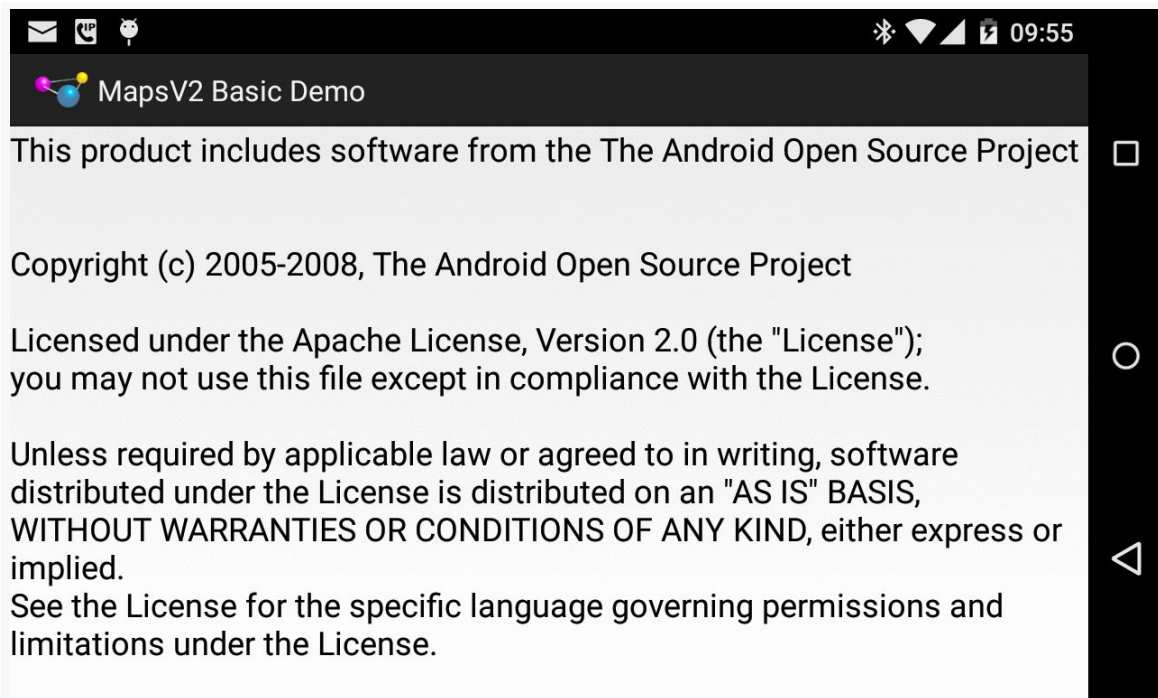 IP
09:55
MapsV2 Basic Demo
This product includes software from the The Android Open Source Project
Copyright (c) 2005-2008, The Android Open Source Project
Licensed under the Apache License, Version 2.0 (the "License");
you may not use this file except in compliance with the License.
Unless required by applicable law or agreed to in writing, software
distributed under the License is distributed on an "AS IS" BASIS,
WITHOUT WARRANTIES OR CONDITIONS OF ANY KIND, either express or
implied.
See the License for the specific language governing permissions and
limitations under the License.